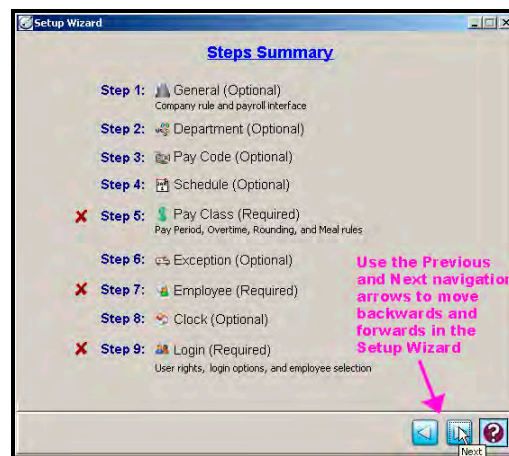 Setup Wizard
Steps Summary
Step 1: General (Optional)
Company rule and payroll interface
Step 2: Department (Optional)
Step 3: Pay Code (Optional)
Step 4: Schedule (Optional)
Step 5: Pay Class (Required)
Pay Period, Overtime, Rounding, and Meal rules
Step 6: Exception (Optional)
Step 7: Employee (Required)
Step 8: Clock (Optional)
Step 9: Login (Required)
User rights, login options, and employee selection
Use the Previous
and Next navigation
arrows to move
backwards and
forwards in the
Setup Wizard
Next